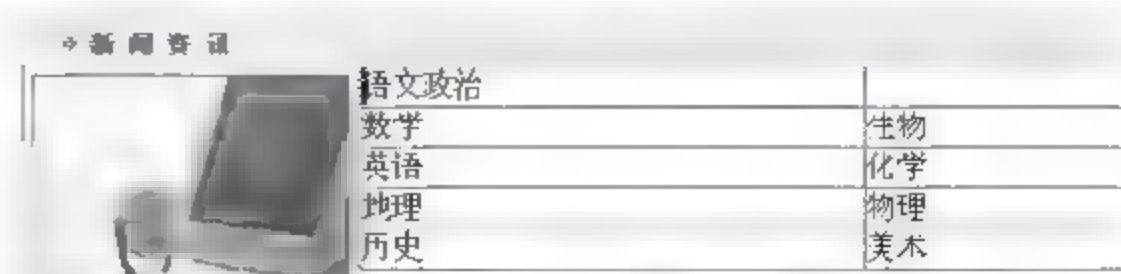 新闻资讯
语文政治
数学 生物
英语 化学
地理 物理
历史 美术